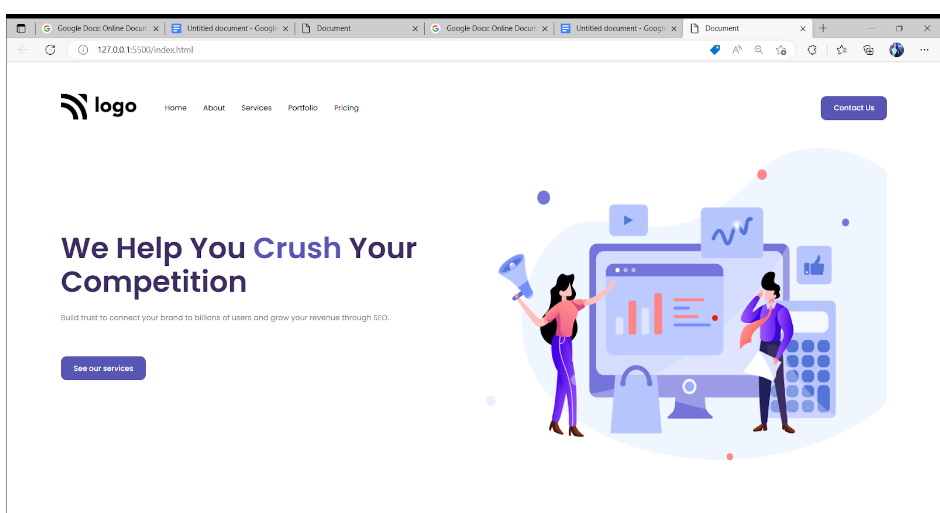 Google Docs: Online Docum
Untitled document - Google
Document
Google Docs: Online Docum
Untitled document - Google
Document
127.0.0.1:5500/index.html
logo
Home
About
Services
Portfolio
Pricing
Contact Us
We Help You Crush Your
Competition
Build trust to connect your brand to billions of users and grow your revenue through SEO.
See our services